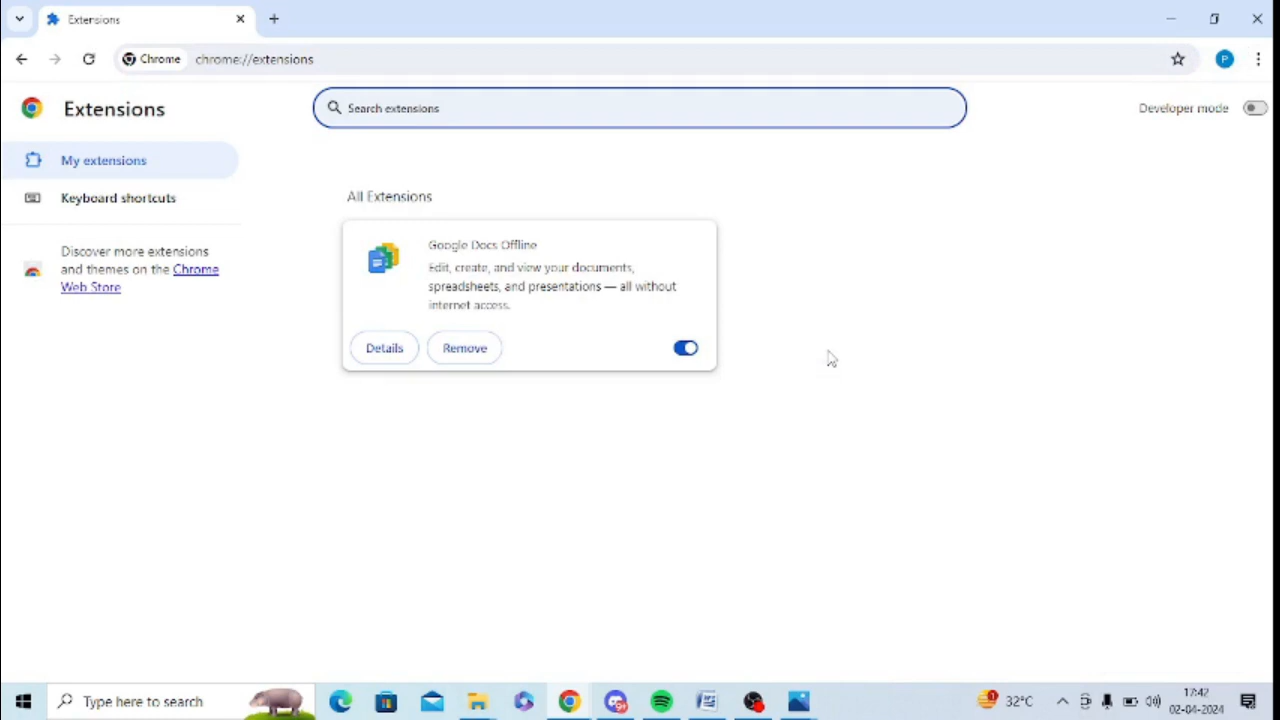 Extensions
Chrome
chrome://extensions
P
Extensions
Search extensions
Developer mode
My extensions
Keyboard shortcuts
Discover more extensions
and themes on the Chrome
Web Store
All Extensions
Google Docs Offline
Edit, create, and view your documents,
spreadsheets, and presentations — all without
internet access.
Details
Remove
Type here to search
32°C
17:42
02-04-2024